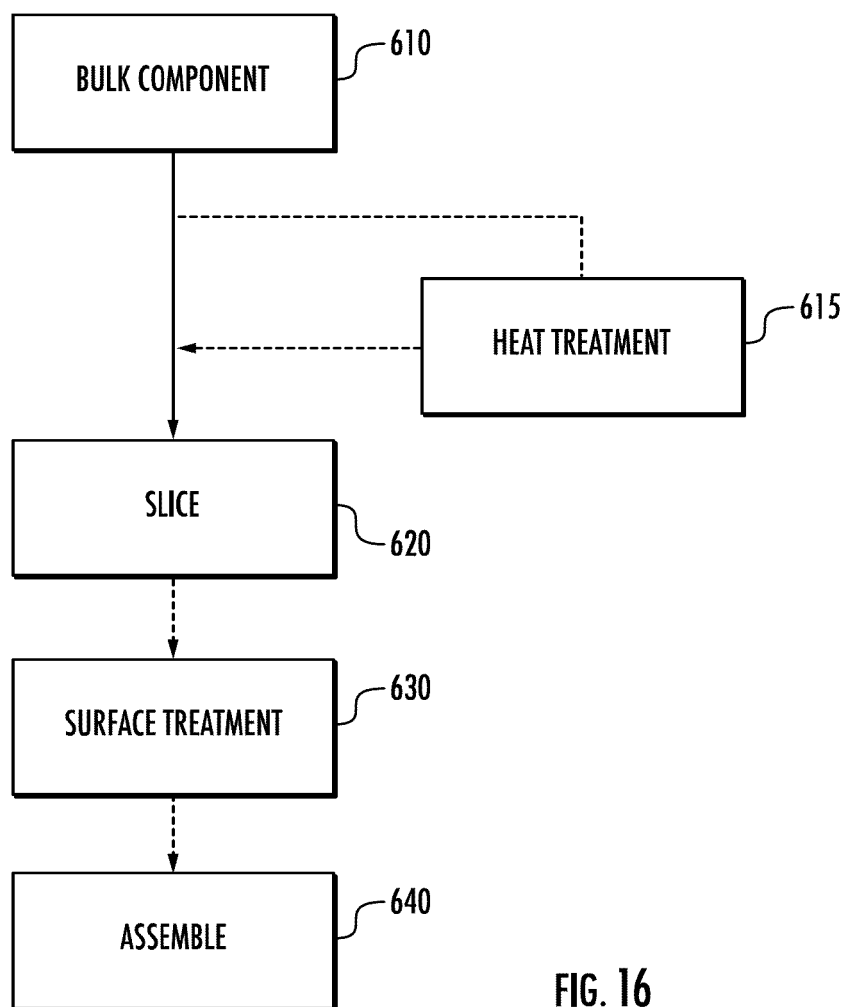 BULK COMPONENT
610
HEAT TREATMENT
615
SLICE
620
SURFACE TREATMENT
630
ASSEMBLE
640
FIG. 16